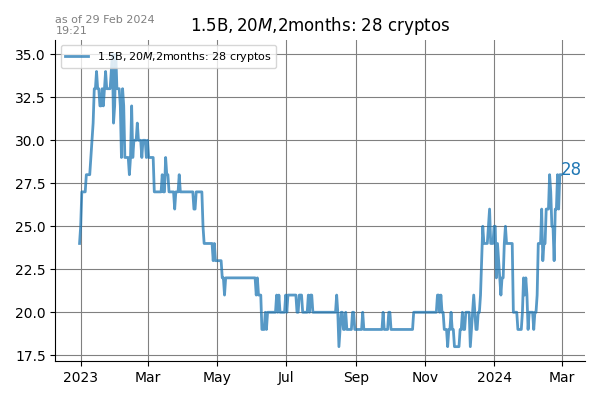 as of 29 Feb 2024
19:21
1.5B, 20M,2months: 28 cryptos
1.5B, 20M,2months: 28 cryptos
35.0
32.5
30.0
27.5
25.0
22.5
20.0
17.5
28
2023 Mar May Jul Sep Nov 2024 Mar